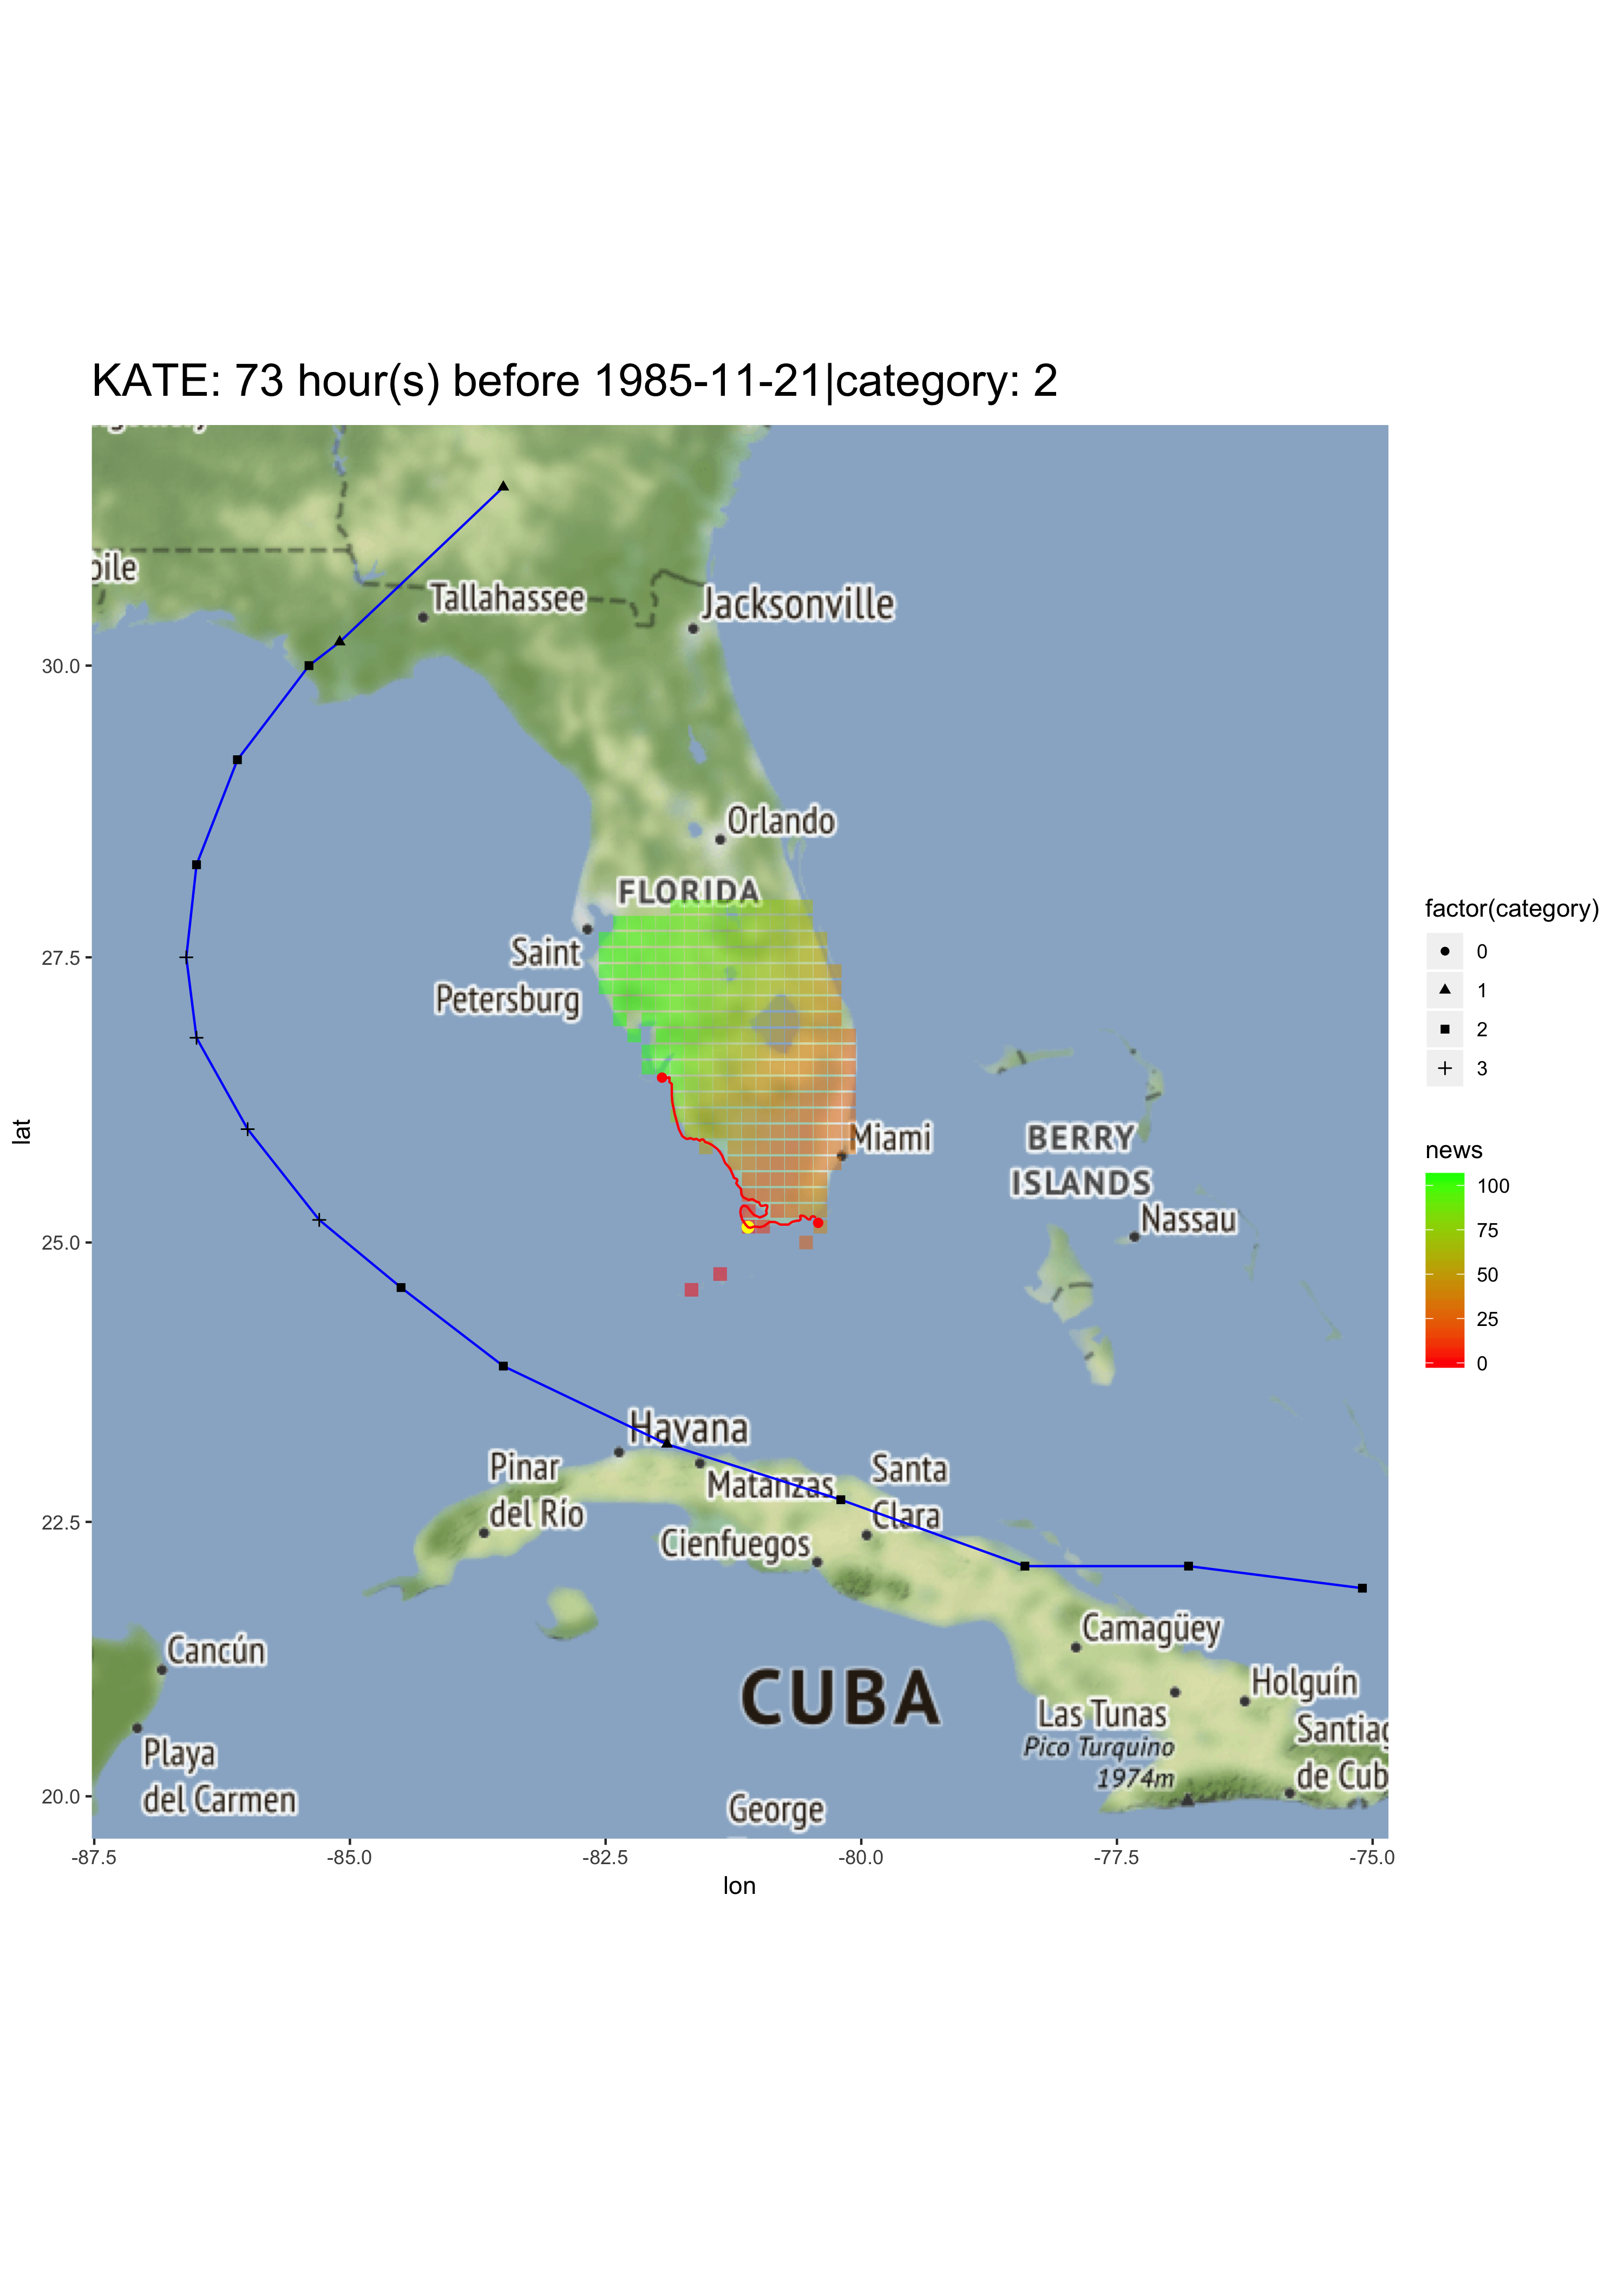 KATE: 73 hour(s) before 1985-11-21|category: 2
Tallahassee
Jacksonville
30.0
Orlando
FLORIDA
27.5
Saint
Petersburg
Miami
BERRY
ISLANDS
Nassau
25.0
Havana
Pinar
del Río
Matanzas
Santa
Clara
22.5
Cienfuegos
Camagüey
Cancún
CUBA
Holguín
Las Tunas
Pico Turquino
1974m
Santiag
de Cub
Playa
del Carmen
20.0
George
-87.5
-85.0
-82.5
-80.0
-77.5
-75.0
lon
lat
factor(category)
0
1
2
3
news
100
75
50
25
0